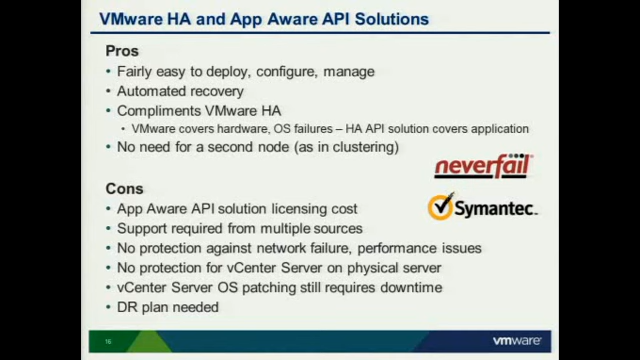 VMware HA and App Aware API Solutions
Pros
• Fairly easy to deploy, configure, manage
• Automated recovery
• Compliments VMware HA
• VMware covers hardware, OS failures – HA API solution covers application
• No need for a second node (as in clustering)
neverfail
Cons
Symantec.
• App Aware API solution licensing cost
• Support required from multiple sources
• No protection against network failure, performance issues
• No protection for vCenter Server on physical server
• vCenter Server OS patching still requires downtime
• DR plan needed
16
vmware